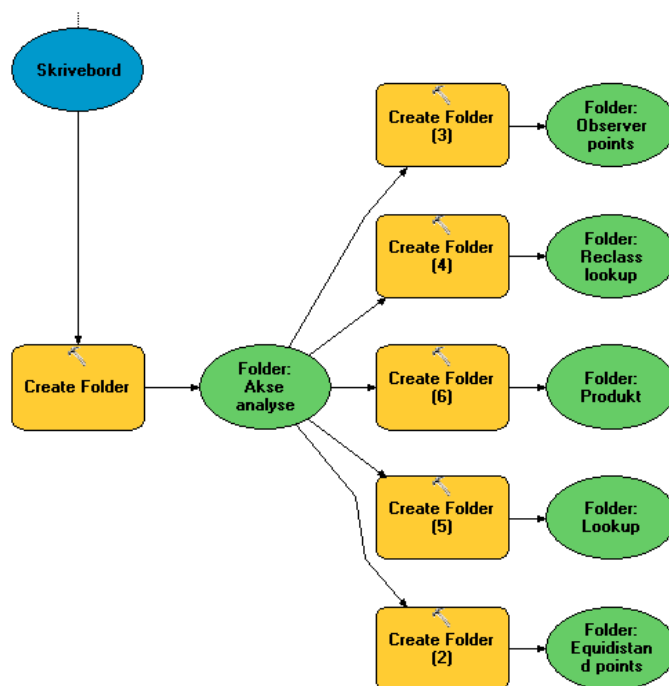 Skrivebord
Create Folder
(3)
Folder:
Observer
points
Create Folder
(4)
Folder:
Reclass
lookup
Create Folder
Folder:
Akse
analyse
Create Folder
(6)
Folder:
Produkt
Create Folder
(5)
Folder:
Lookup
Create Folder
(2)
Folder:
Equidistan
d points